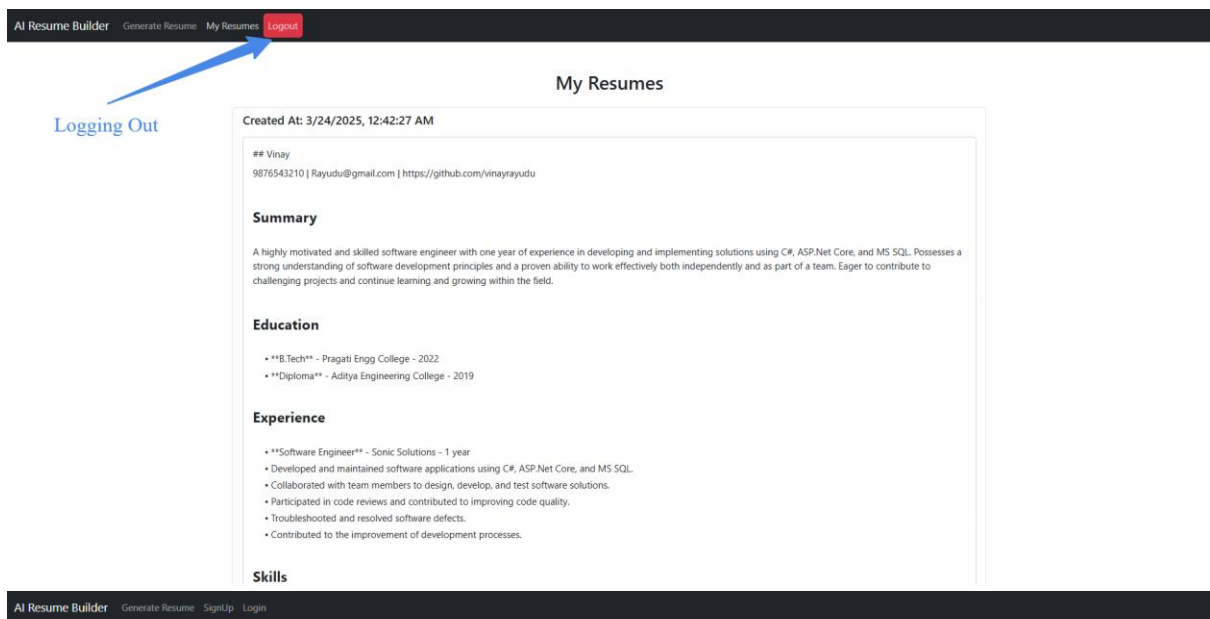 AI Resume Builder Generate Resume My Resumes Logout
My Resumes
Logging Out
Created At: 3/24/2025, 12:42:27 AM
## Vinay
9876543210 | Rayudu@gmail.com | https://github.com/vinayrayudu
Summary
A highly motivated and skilled software engineer with one year of experience in developing and implementing solutions using C#, ASP.Net Core, and MS SQL. Possesses a
strong understanding of software development principles and a proven ability to work effectively both independently and as part of a team. Eager to contribute to
challenging projects and continue learning and growing within the field.
Education
• **B.Tech** - Pragati Engg College - 2022
• **Diploma** - Aditya Engineering College - 2019
Experience
• **Software Engineer** - Sonic Solutions - 1 year
• Developed and maintained software applications using C#, ASP.Net Core, and MS SQL.
• Collaborated with team members to design, develop, and test software solutions.
• Participated in code reviews and contributed to improving code quality.
• Troubleshooted and resolved software defects.
• Contributed to the improvement of development processes.
Skills
AI Resume Builder Generate Resume SignUp Login